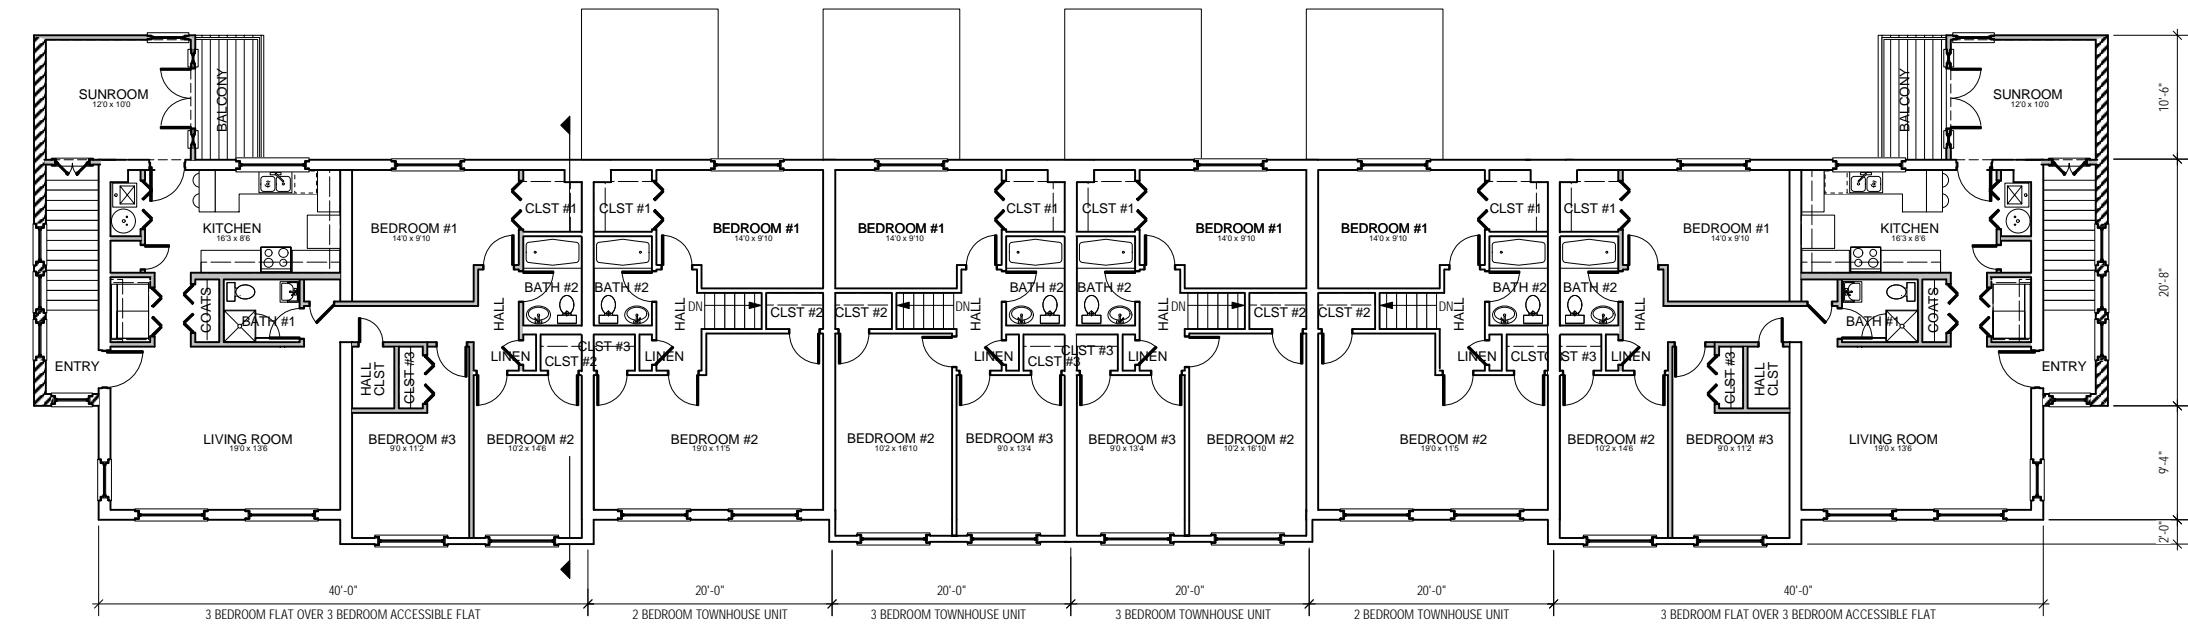 SUNROOM
12'0 x 10'0
BALCONY
KITCHEN
16'3 x 8'6
COATS
BATH #1
ENTRY
LIVING ROOM
19'0 x 13'6
BEDROOM #1
14'0 x 9'10
CLST #1
BATH #2
HALL
LINEN
CLST #2
HALL
CLST
CLST #3
BEDROOM #3
9'0 x 11'2
BEDROOM #2
10'2 x 14'6
CLST #1
BEDROOM #1
14'0 x 9'10
BATH #2
HALL
DN
CLST #2
CLST #3
LINEN
BEDROOM #2
19'0 x 11'5
BEDROOM #1
14'0 x 9'10
CLST #1
CLST #2
DN
HALL
BATH #2
LINEN
CLST #3
BEDROOM #2
10'2 x 16'10
BEDROOM #3
9'0 x 13'4
CLST #1
BEDROOM #1
14'0 x 9'10
BATH #2
HALL
DN
CLST #2
CLST #3
LINEN
BEDROOM #3
9'0 x 13'4
BEDROOM #2
10'2 x 16'10
BEDROOM #1
14'0 x 9'10
CLST #1
CLST #2
DN
HALL
BATH #2
LINEN
BEDROOM #2
19'0 x 11'5
CLST #1
BEDROOM #1
14'0 x 9'10
BATH #2
HALL
LINEN
CLST #3
HALL
CLST
BEDROOM #2
10'2 x 14'6
BEDROOM #3
9'0 x 11'2
BALCONY
SUNROOM
12'0 x 10'0
KITCHEN
16'3 x 8'6
BATH #1
COATS
ENTRY
LIVING ROOM
19'0 x 13'6
10'-6"
20'-8"
9'-4"
2'-0"
40'-0"
3 BEDROOM FLAT OVER 3 BEDROOM ACCESSIBLE FLAT
20'-0"
2 BEDROOM TOWNHOUSE UNIT
20'-0"
3 BEDROOM TOWNHOUSE UNIT
20'-0"
3 BEDROOM TOWNHOUSE UNIT
20'-0"
2 BEDROOM TOWNHOUSE UNIT
40'-0"
3 BEDROOM FLAT OVER 3 BEDROOM ACCESSIBLE FLAT